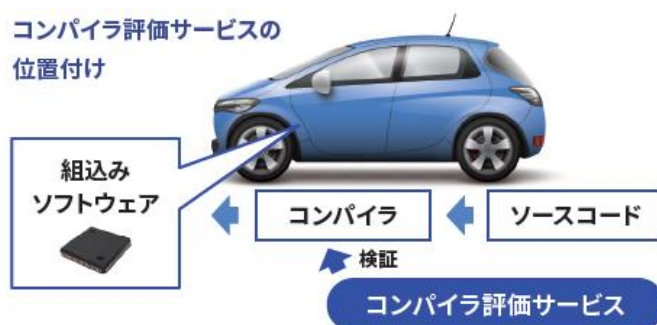 コンパイラ評価サービスの
位置付け
組込み
ソフトウェア
コンパイラ
ソースコード
検証
コンパイラ評価サービス